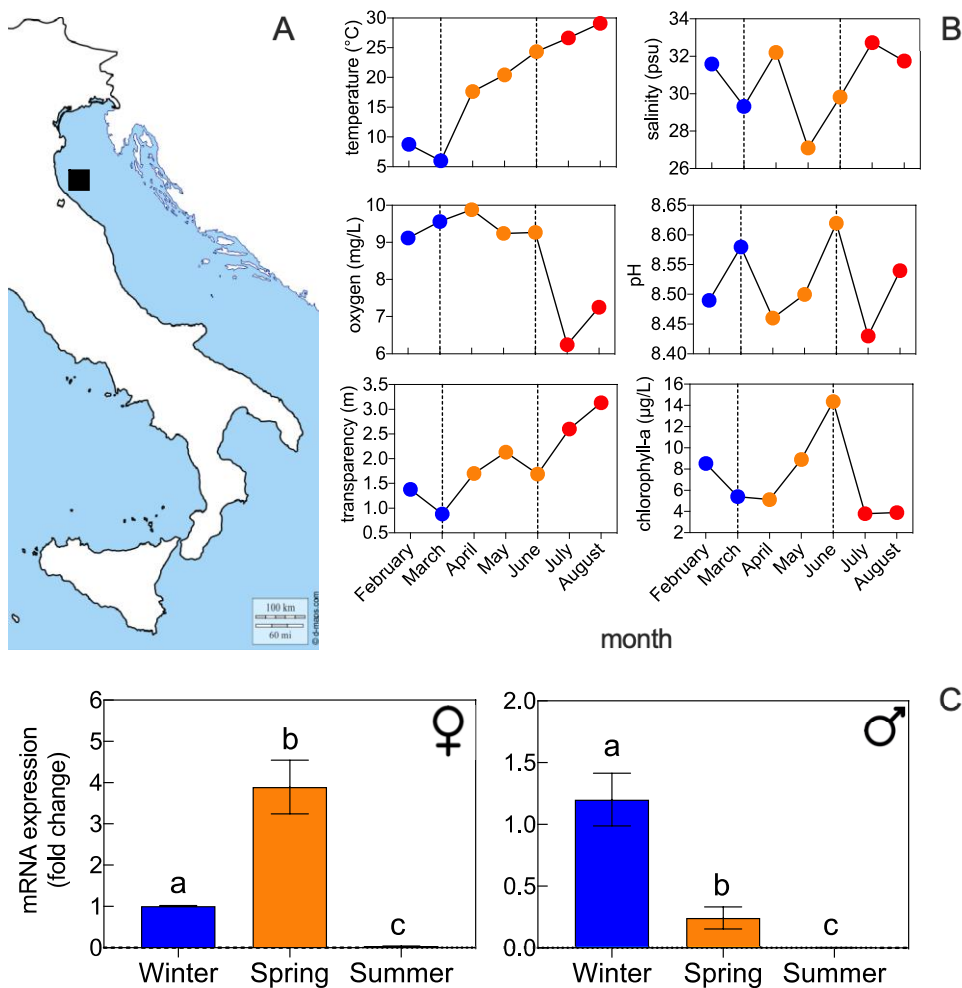 A
B
temperature (°C)
30
25
20
15
10
5
salinity (psu)
34
32
30
28
26
oxygen (mg/L)
10
9
8
7
6
pH
8.65
8.60
8.55
8.50
8.45
8.40
transparency (m)
3.5
3.0
2.5
2.0
1.5
1.0
0.5
February
March
April
May
June
July
August
chlorophyll-a (µg/L)
16
14
12
10
8
6
4
2
February
March
April
May
June
July
August
month
100 km
60 mi
© d-maps.com
C
mRNA expression
(fold change)
6
5
4
3
2
1
0
a
b
c
Winter Spring Summer
♀
2.0
1.5
1.0
0.5
0.0
a
b
c
Winter Spring Summer
♂